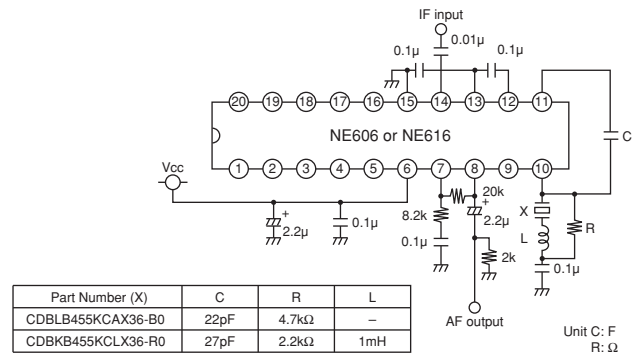 IF input
0.01μ
0.1μ
0.1μ
20 19 18 17 16 15 14 13 12 11
C
NE606 or NE616
1 2 3 4 5 6 7 8 9 10
Vcc
20k
+
2.2μ
0.1μ
8.2k
+
2.2μ
X
R
L
0.1μ
2k
0.1μ
AF output
Part Number (X) C R L
CDBLB455KCAX36-B0 22pF 4.7kΩ –
CDBKB455KCLX36-R0 27pF 2.2kΩ 1mH
Unit C: F
R: Ω